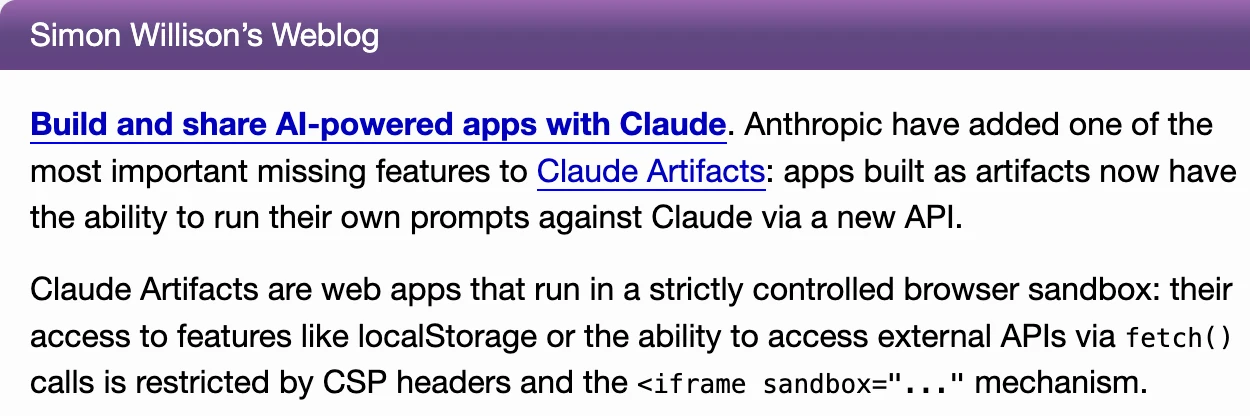 Simon Willison’s Weblog
Build and share AI-powered apps with Claude. Anthropic have added one of the
most important missing features to Claude Artifacts: apps built as artifacts now have
the ability to run their own prompts against Claude via a new API.
Claude Artifacts are web apps that run in a strictly controlled browser sandbox: their
access to features like localStorage or the ability to access external APIs via fetch()
calls is restricted by CSP headers and the <iframe sandbox="..." mechanism.